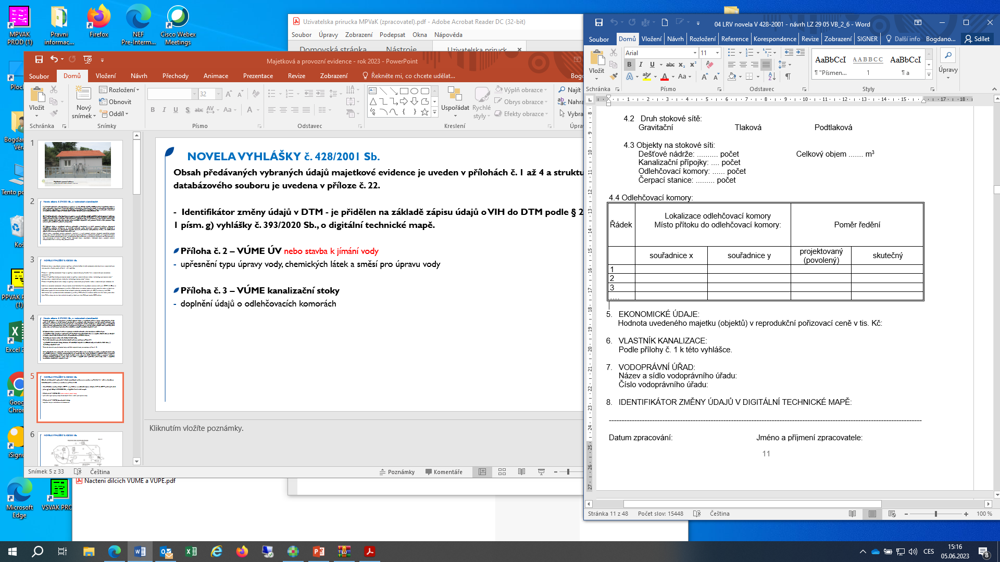 MPVAK
PROD (1)
Pravni
informac...
Firefox
NEF
Pre-Interm...
Cisco Webex
Meetings
Uzivatelska prirucka MPVaK (zpracovatel).pdf - Adobe Acrobat Reader DC (32-bit)
Soubor Úpravy Zobrazení Podepsat Okna Nápověda
Domovská stránka Nástroje Uzivatelska priruck...
Majetková a provozní evidence - rok 2023 - PowerPoint
Soubor Domů Vložení Návrh Přechody Animace Prezentace Revize Zobrazení Řekněte mi, co chcete udělat... Bogd
Vložit
Nový
snímek
Rozložení
Obnovit
Oddíl
32
Uspořádat
Rychlé
styly
Výplň obrazce
Obrys obrazce
Efekty obrazce
Najít
Nahra
Vybra
Schránka Snímky Písmo Odstavec Kreslení Úpra
1
2
3
4
5
6
NOVELA VYHLÁŠKY č. 428/2001 Sb.
Obsah předávaných vybraných údajů majetkové evidence je uveden v přílohách č. 1 až 4 a struktu
databázového souboru je uvedena v příloze č. 22.
- Identifikátor změny údajů v DTM - je přidělen na základě zápisu údajů o VIH do DTM podle § 2
1 písm. g) vyhlášky č. 393/2020 Sb., o digitální technické mapě.
Příloha č. 2 – VÚME ÚV nebo stavba k jímání vody
- upřesnění typu úpravy vody, chemických látek a směsí pro úpravu vody
Příloha č. 3 – VÚME kanalizační stoky
- doplnění údajů o odlehčovacích komorách
Kliknutím vložíte poznámky.
Snímek 5 z 33 Čeština Poznámky Komentáře
Nacteni dilcich VUME a VUPE.pdf
Ploch
Bogdan
Věra
Tento po
Koš
PPVAK P
(1)
Excel 2
Goog
Chron
iSignu
Microsoft
Edge
VSVAK PRO
04 LRV novela V 428-2001 - návrh LZ 29 05 VB_2_6 - Word
Soubor Domů Vložení Návrh Rozložení Reference Korespondence Revize Zobrazení SIGNER Další info Bogdano... Sdílet
Vložit
Arial 11
AaBbCcI AABBCC AaBbCcI
¶ "Písmen... 1 ¶ a
Úpravy
Schránka Písmo Odstavec Styly
4.2 Druh stokové sítě:
Gravitační Tlaková Podtlaková
4.3 Objekty na stokové síti:
Dešťové nádrže: .......... počet Celkový objem ....... m³
Kanalizační přípojky: .... počet
Odlehčovací komory: ...... počet
Čerpací stanice: ......... počet
4.4 Odlehčovací komory:
Řádek Lokalizace odlehčovací komory
Místo přítoku do odlehčovací komory: Poměr ředění
souřadnice x souřadnice y projektovaný
(povolený) skutečný
1
2
3
....
5. EKONOMICKÉ ÚDAJE:
Hodnota uvedeného majetku (objektů) v reprodukční pořizovací ceně v tis. Kč:
6. VLASTNÍK KANALIZACE:
Podle přílohy č. 1 k této vyhlášce.
7. VODOPRÁVNÍ ÚŘAD:
Název a sídlo vodoprávního úřadu:
Číslo vodoprávního úřadu:
8. IDENTIFIKÁTOR ZMĚNY ÚDAJŮ V DIGITÁLNÍ TECHNICKÉ MAPĚ:
Datum zpracování: Jméno a příjmení zpracovatele:
11
Stránka 11 z 48 Počet slov: 15448 Čeština 100 %
CES
15:16
05.06.2023
8